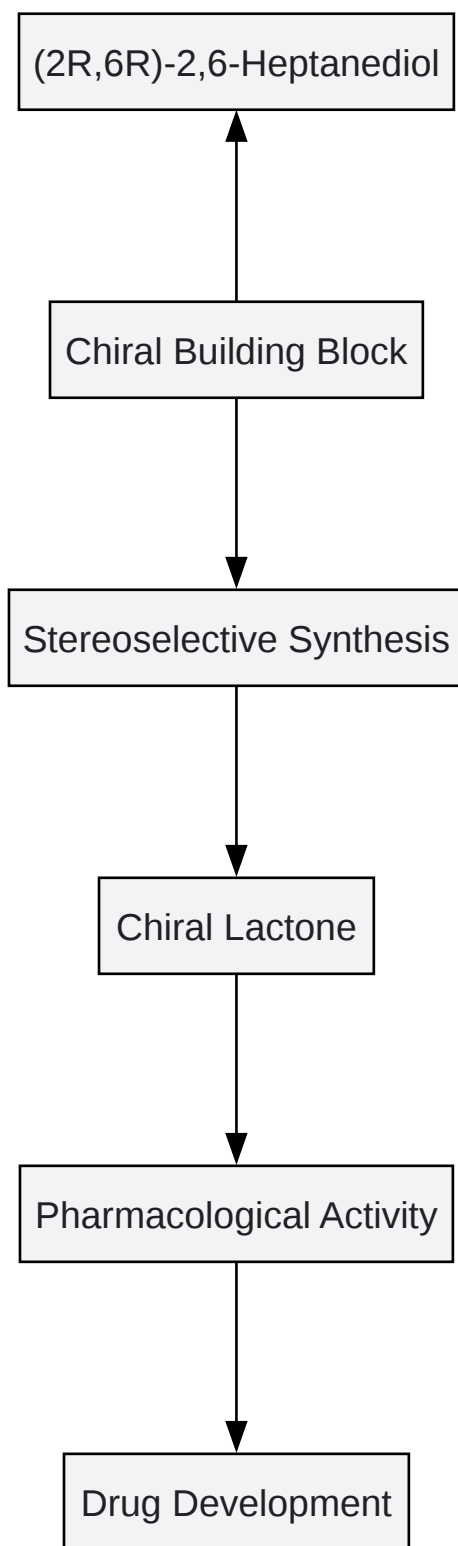 (2R,6R)-2,6-Heptanediol
Chiral Building Block
Stereoselective Synthesis
Chiral Lactone
Pharmacological Activity
Drug Development